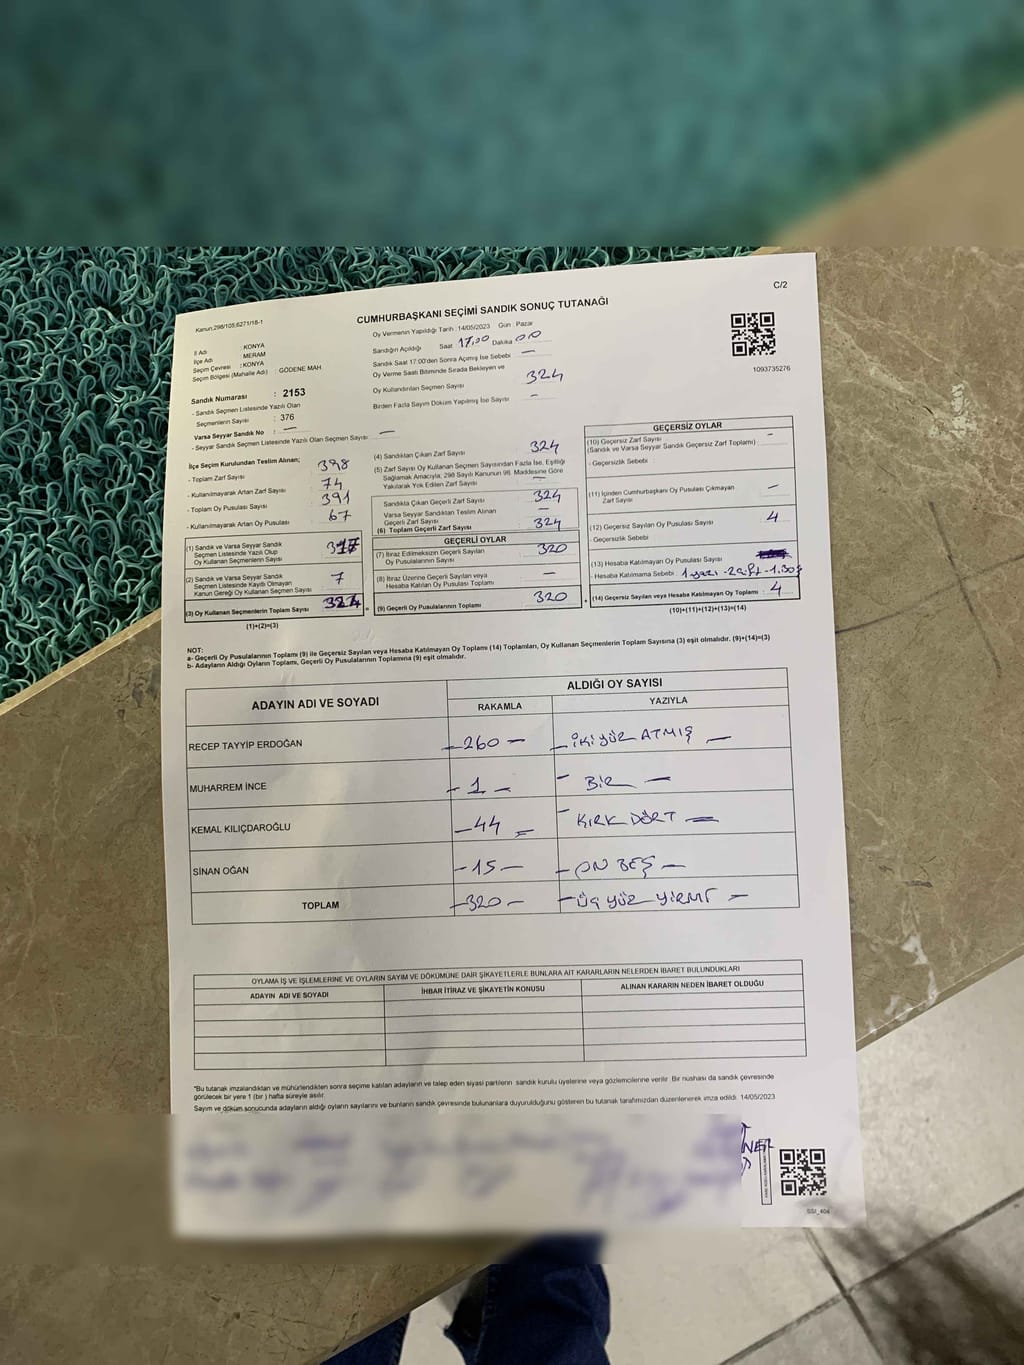 C/2
Kanun,298/105,6271/18-1
CUMHURBAŞKANI SEÇİMİ SANDIK SONUÇ TUTANAĞI
Oy Vermenin Yapıldığı Tarih : 14/05/2023 Gün : Pazar
Sandığın Açıldığı Saat 17,00 Dakika 00
Sandık Saat 17:00'den Sonra Açımış İse Sebebi —
Oy Verme Saati Bitiminde Sırada Bekleyen ve
Oy Kullandırılan Seçmen Sayısı 324
Birden Fazla Sayım Döküm Yapılmış İse Sayısı -
1093735276
İl Adı : KONYA
İlçe Adı : MERAM
Seçim Çevresi : KONYA
Seçim Bölgesi (Mahalle Adı) : GÖDENE MAH
Sandık Numarası : 2153
- Sandık Seçmen Listesinde Yazılı Olan
Seçmenlerin Sayısı : 376
Varsa Seyyar Sandık No : —
- Seyyar Sandık Seçmen Listesinde Yazılı Olan Seçmen Sayısı : —
İlçe Seçim Kurulundan Teslim Alınan;
- Toplam Zarf Sayısı 398
- Kullanılmayarak Artan Zarf Sayısı 74
- Toplam Oy Pusulası Sayısı 391
- Kullanılmayarak Artan Oy Pusulası 67
(1) Sandık ve Varsa Seyyar Sandık
Seçmen Listesinde Yazılı Olup
Oy Kullanan Seçmenlerin Sayısı 317
(2) Sandık ve Varsa Seyyar Sandık
Seçmen Listesinde Kaydı Olmayan
Kanun Gereği Oy Kullanan Seçmen Sayısı 7
(3) Oy Kullanan Seçmenlerin Toplam Sayısı 324
(1)+(2)=(3)
(4) Sandıktan Çıkan Zarf Sayısı 324
(5) Zarf Sayısı Oy Kullanan Seçmen Sayısından Fazla İse, Eşitliği
Sağlamak Amacıyla; 298 Sayılı Kanunun 98. Maddesine Göre
Yakılarak Yok Edilen Zarf Sayısı —
Sandıkta Çıkan Geçerli Zarf Sayısı 324
Varsa Seyyar Sandıktan Teslim Alınan
Geçerli Zarf Sayısı —
(6) Toplam Geçerli Zarf Sayısı 324
GEÇERLİ OYLAR
(7) İtiraz Edilmeksizin Geçerli Sayılan
Oy Pusulalarının Sayısı 320
(8) İtiraz Üzerine Geçerli Sayılan veya
Hesaba Katılan Oy Pusulası Toplamı —
(9) Geçerli Oy Pusulalarının Toplamı 320
GEÇERSİZ OYLAR
(10) Geçersiz Zarf Sayısı -
(Sandık ve Varsa Seyyar Sandık Geçersiz Zarf Toplamı)
- Geçersizlik Sebebi :
(11) İçinden Cumhurbaşkanı Oy Pusulası Çıkmayan
Zarf Sayısı -
(12) Geçersiz Sayılan Oy Pusulası Sayısı 4
- Geçersizlik Sebebi :
(13) Hesaba Katılmayan Oy Pusulası Sayısı
- Hesaba Katılmama Sebebi : 1 yazı - 2 çift - 1.
(14) Geçersiz Sayılan veya Hesaba Katılmayan Oy Toplamı : 4
(10)+(11)+(12)+(13)=(14)
NOT:
a- Geçerli Oy Pusulalarının Toplamı (9) ile Geçersiz Sayılan veya Hesaba Katılmayan Oy Toplamı (14) Toplamları, Oy Kullanan Seçmenlerin Toplam Sayısına (3) eşit olmalıdır. (9)+(14)=(3)
b- Adayların Aldığı Oyların Toplamı, Geçerli Oy Pusulalarının Toplamına (9) eşit olmalıdır.
ADAYIN ADI VE SOYADI ALDIĞI OY SAYISI
RAKAMLA YAZIYLA
RECEP TAYYİP ERDOĞAN — 260 — — İKİYÜZ ATMIŞ —
MUHARREM İNCE - 1 - — BİR —
KEMAL KILIÇDAROĞLU — 44 = — KIRK DÖRT =
SİNAN OĞAN - 15 — — ON BEŞ —
TOPLAM — 320 - — ÜÇ YÜZ YİRMİ —
OYLAMA İŞ VE İŞLEMLERİNE VE OYLARIN SAYIM VE DÖKÜMÜNE DAİR ŞİKAYETLERLE BUNLARA AİT KARARLARIN NELERDEN İBARET BULUNDUKLARI
ADAYIN ADI VE SOYADI İHBAR İTİRAZ VE ŞİKAYETİN KONUSU ALINAN KARARIN NEDEN İBARET OLDUĞU
*Bu tutanak imzalandıktan ve mühürlendikten sonra seçime katılan adayların ve talep eden siyasi partilerin sandık kurulu üyelerine veya gözlemcilerine verilir. Bir nüshası da sandık çevresinde
görülecek bir yere 1 (bir) hafta süreyle asılır.
Sayım ve döküm sonucunda adayların aldığı oyların sayılarını ve bunların sandık çevresinde bulunanlara duyurulduğunu gösteren bu tutanak tarafımızdan düzenlenerek imza edildi. 14/05/2023
SSI_404